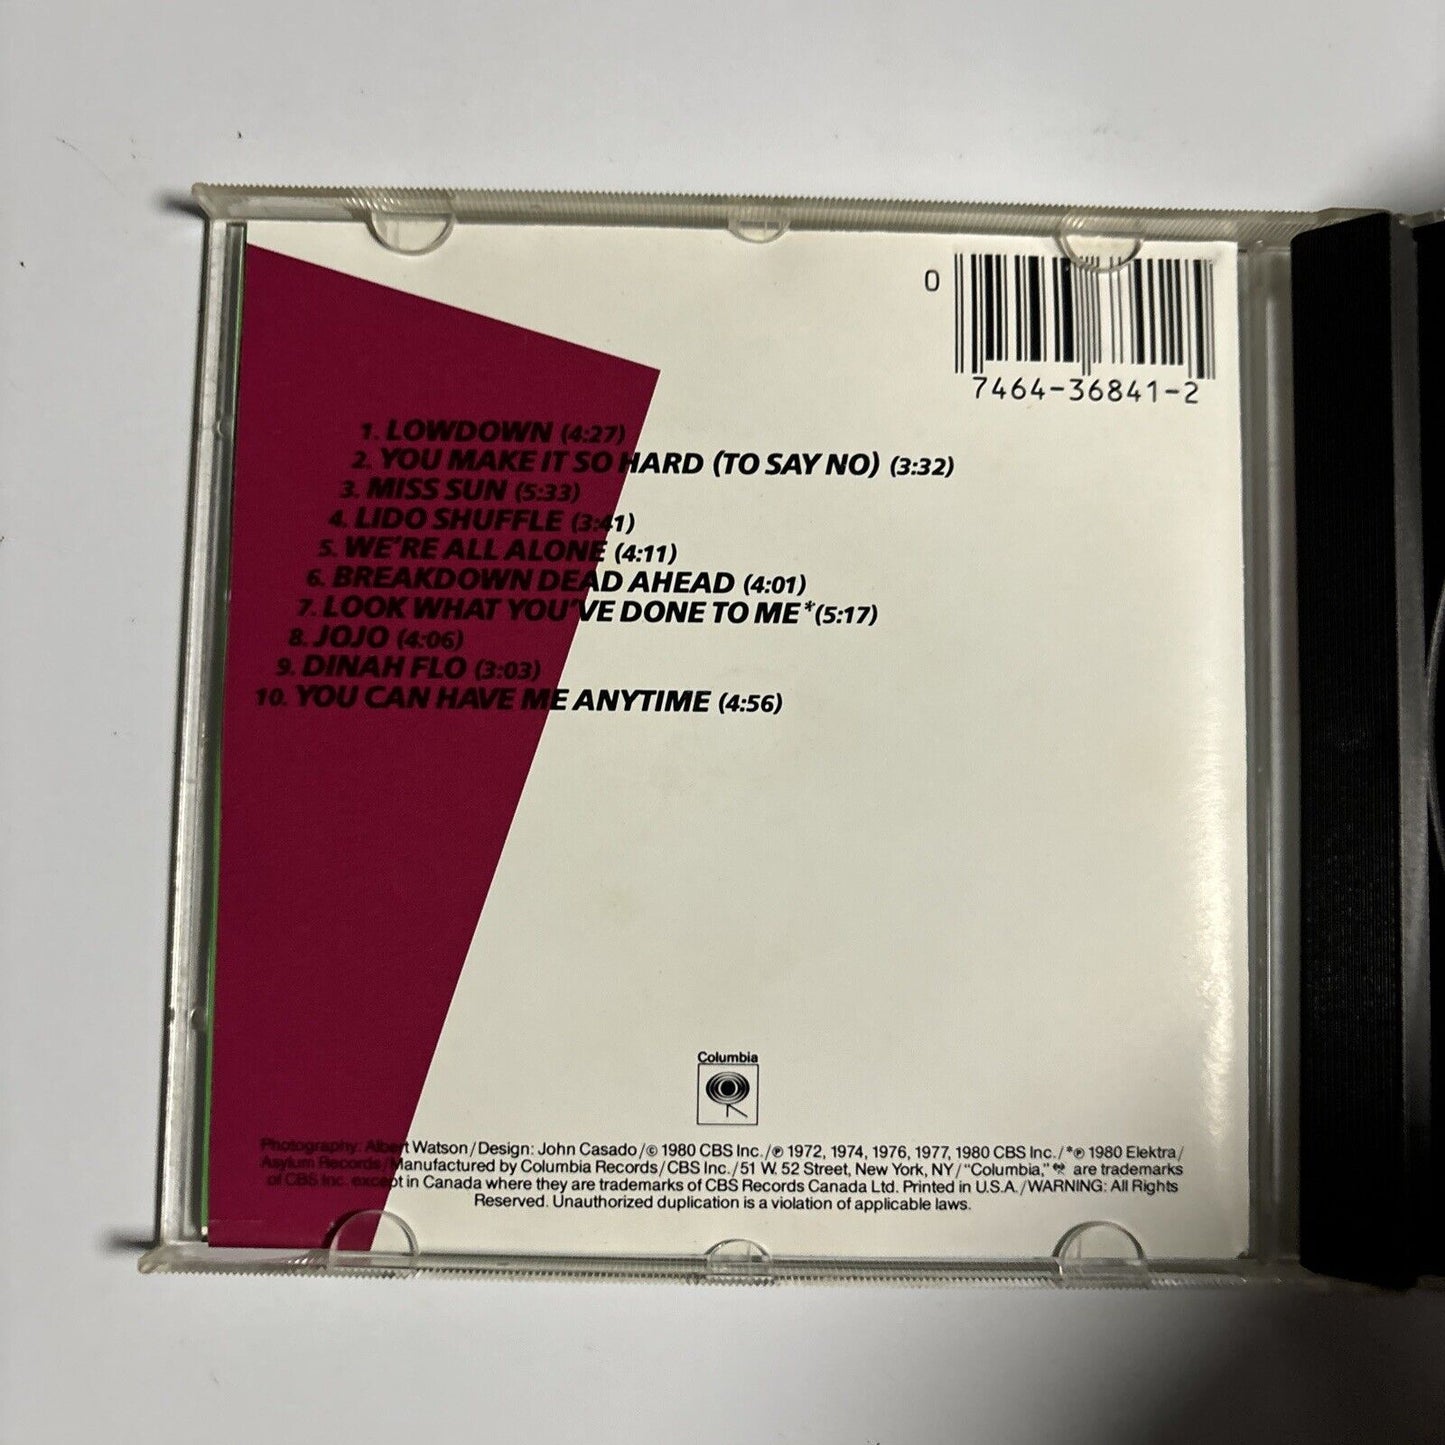 0
7464-36841-2
1. LOWDOWN (4:27)
2. YOU MAKE IT SO HARD (TO SAY NO) (3:32)
3. MISS SUN (5:33)
4. LIDO SHUFFLE (3:41)
5. WE'RE ALL ALONE (4:11)
6. BREAKDOWN DEAD AHEAD (4:01)
7. LOOK WHAT YOU'VE DONE TO ME* (5:17)
8. JOJO (4:06)
9. DINAH FLO (3:03)
10. YOU CAN HAVE ME ANYTIME (4:56)
Columbia
Photography: Albert Watson/Design: John Casado/© 1980 CBS Inc./℗ 1972, 1974, 1976, 1977, 1980 CBS Inc./*℗ 1980 Elektra/
Asylum Records/Manufactured by Columbia Records/CBS Inc./51 W. 52 Street, New York, NY/"Columbia," are trademarks
of CBS Inc. except in Canada where they are trademarks of CBS Records Canada Ltd. Printed in U.S.A./WARNING: All Rights
Reserved. Unauthorized duplication is a violation of applicable laws.